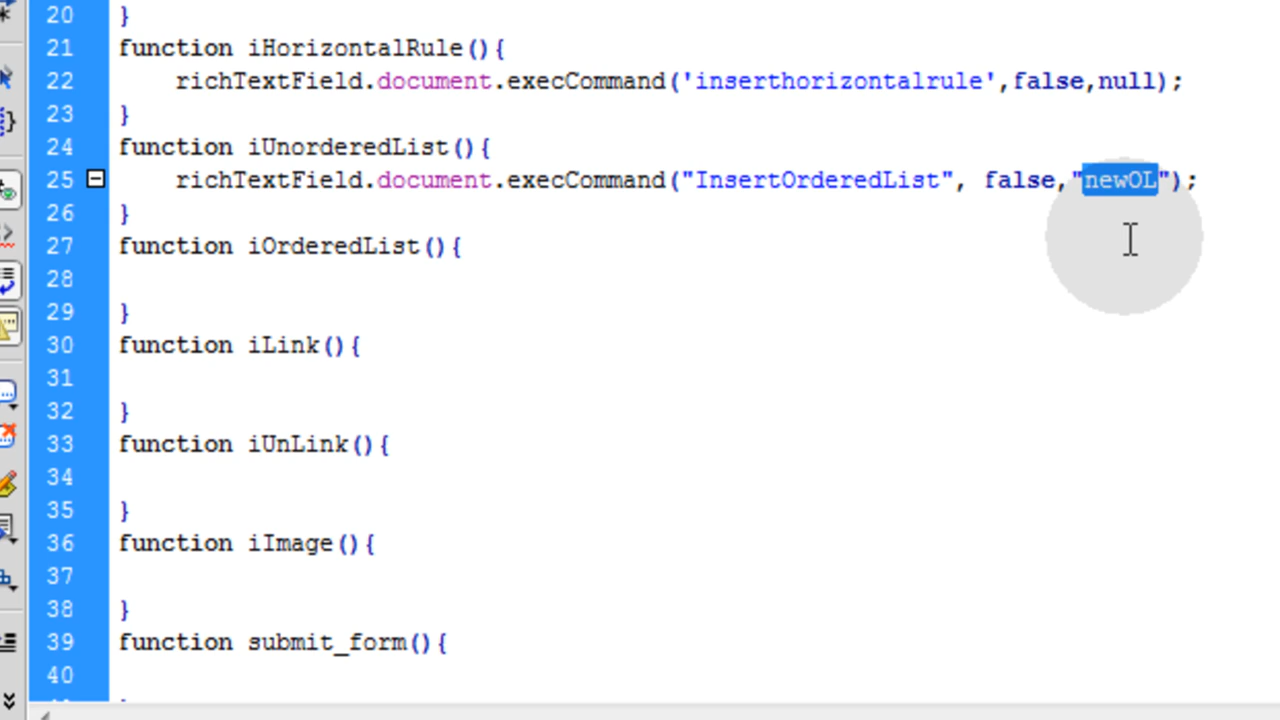 20 }
21 function iHorizontalRule(){
22 richTextField.document.execCommand('inserthorizontalrule',false,null);
23 }
24 function iUnorderedList(){
25 richTextField.document.execCommand("InsertOrderedList", false,"newOL");
26 }
27 function iOrderedList(){
28
29 }
30 function iLink(){
31
32 }
33 function iUnLink(){
34
35 }
36 function iImage(){
37
38 }
39 function submit_form(){
40